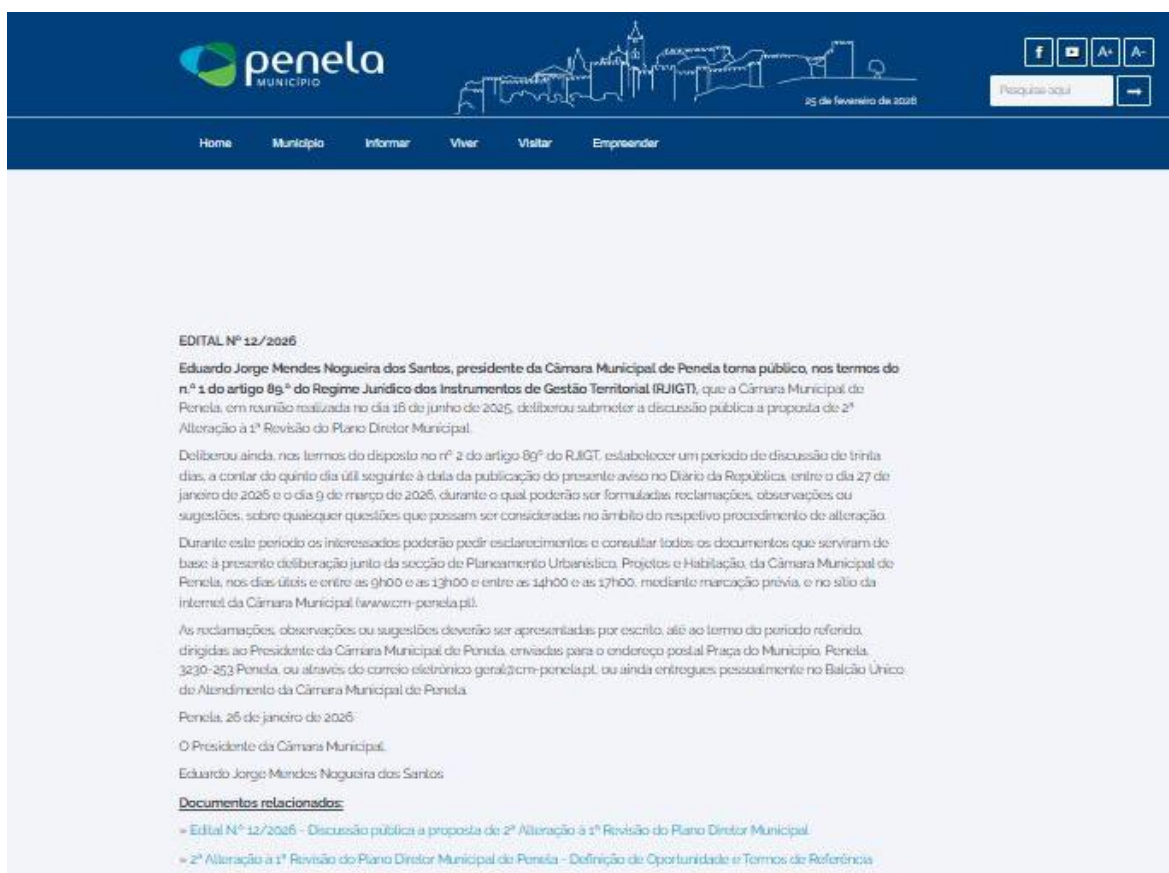 penela
MUNICÍPIO
25 de fevereiro de 2026
f
A+
A-
Pesquise aqui
Home Município Informar Viver Visitar Empreender
EDITAL Nº 12/2026
Eduardo Jorge Mendes Nogueira dos Santos, presidente da Câmara Municipal de Penela torna público, nos termos do
n.º 1 do artigo 89.º do Regime Jurídico dos Instrumentos de Gestão Territorial (RJIGT), que a Câmara Municipal de
Penela, em reunião realizada no dia 16 de junho de 2025, deliberou submeter a discussão pública a proposta de 2ª
Alteração à 1ª Revisão do Plano Diretor Municipal.
Deliberou ainda, nos termos do disposto no nº 2 do artigo 89º do RJIGT, estabelecer um período de discussão de trinta
dias, a contar do quinto dia útil seguinte à data da publicação do presente aviso no Diário da República, entre o dia 27 de
janeiro de 2026 e o dia 9 de março de 2026, durante o qual poderão ser formuladas reclamações, observações ou
sugestões, sobre quaisquer questões que possam ser consideradas no âmbito do respetivo procedimento de alteração.
Durante este período os interessados poderão pedir esclarecimentos e consultar todos os documentos que serviram de
base à presente deliberação junto da secção de Planeamento Urbanístico, Projetos e Habitação, da Câmara Municipal de
Penela, nos dias úteis e entre as 9h00 e as 13h00 e entre as 14h00 e as 17h00, mediante marcação prévia, e no sítio da
internet da Câmara Municipal (www.cm-penela.pt).
As reclamações, observações ou sugestões deverão ser apresentadas por escrito, até ao termo do período referido,
dirigidas ao Presidente da Câmara Municipal de Penela, enviadas para o endereço postal Praça do Município, Penela,
3230-253 Penela, ou através do correio eletrónico geral@cm-penela.pt, ou ainda entregues pessoalmente no Balcão Único
de Atendimento da Câmara Municipal de Penela.
Penela, 26 de janeiro de 2026
O Presidente da Câmara Municipal,
Eduardo Jorge Mendes Nogueira dos Santos
Documentos relacionados:
» Edital N.º 12/2026 - Discussão pública a proposta de 2ª Alteração à 1ª Revisão do Plano Diretor Municipal
» 2ª Alteração à 1ª Revisão do Plano Diretor Municipal de Penela - Definição de Oportunidade e Termos de Referência